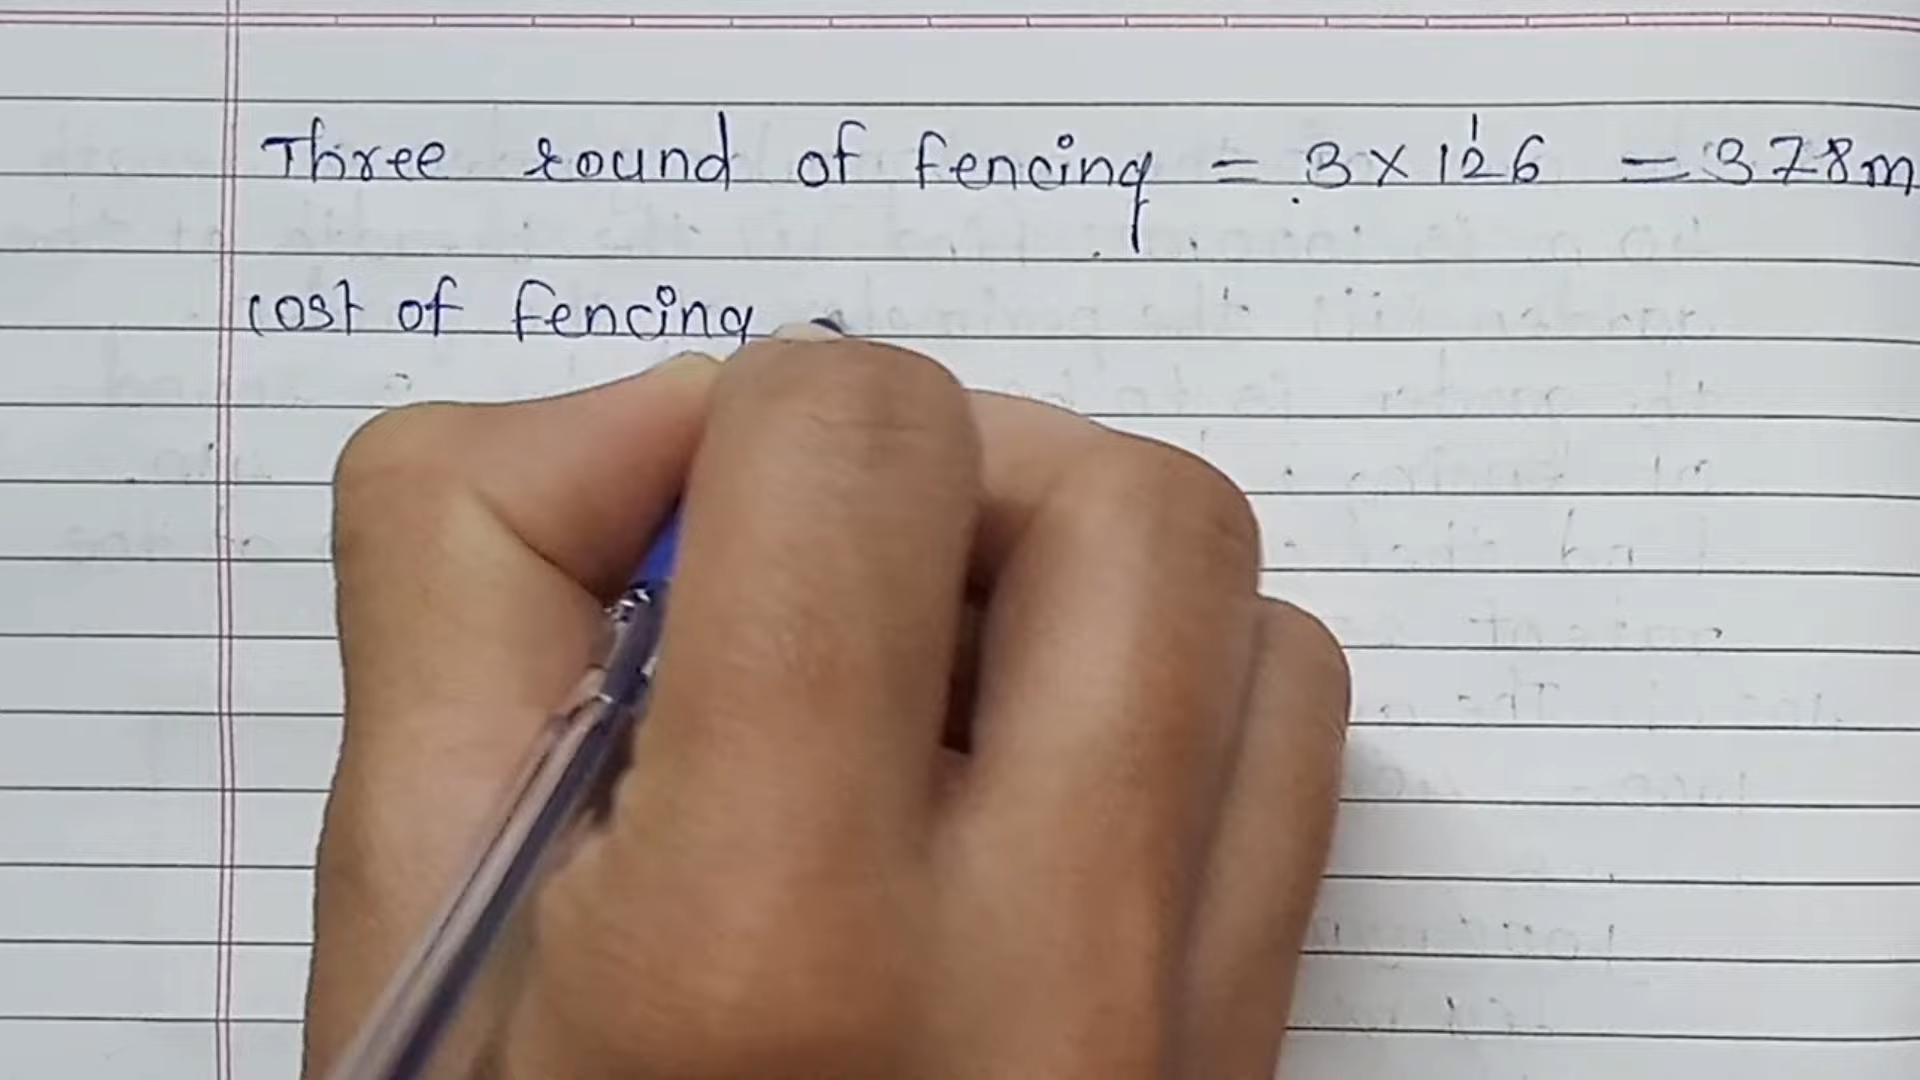 Three round of fencing = 3 × 126 = 378m
cost of fencing